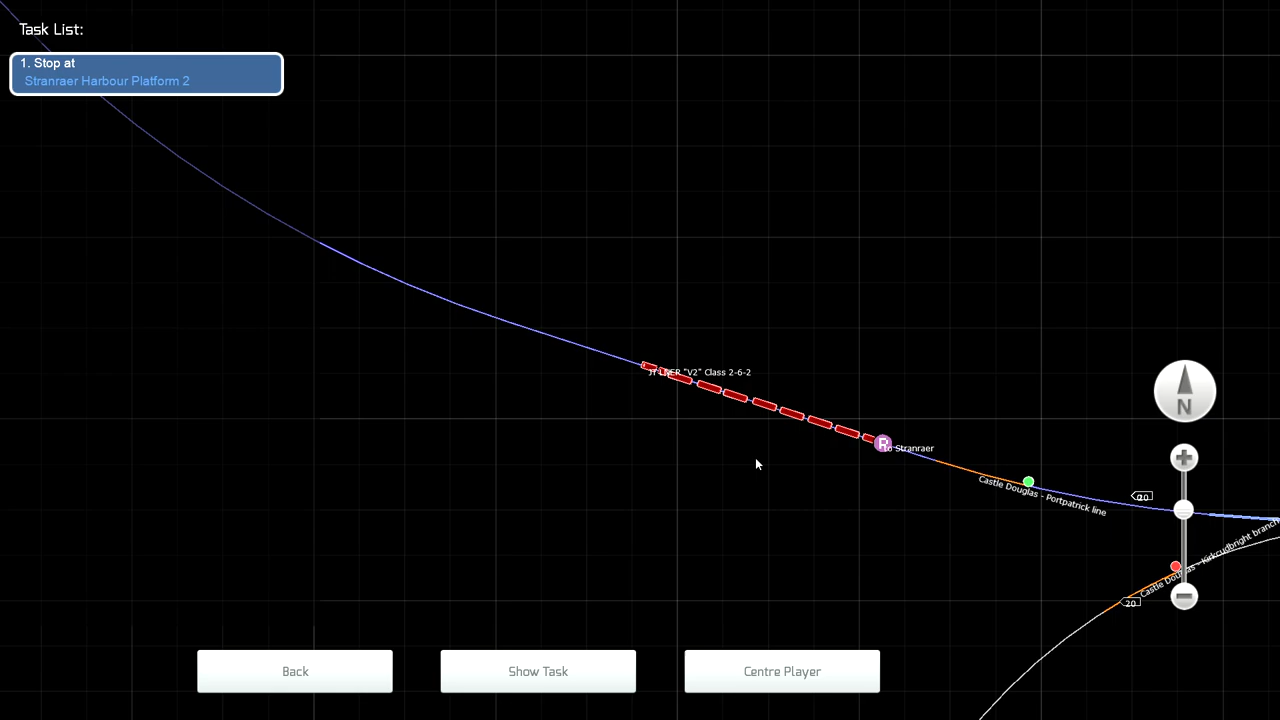 Task List:
1. Stop at
Stranraer Harbour Platform 2
"V2" Class 2-6-2
R
to Stranraer
Castle Douglas - Portpatrick line
Castle Douglas - Kirkcudbright branch
20
N
Back
Show Task
Centre Player